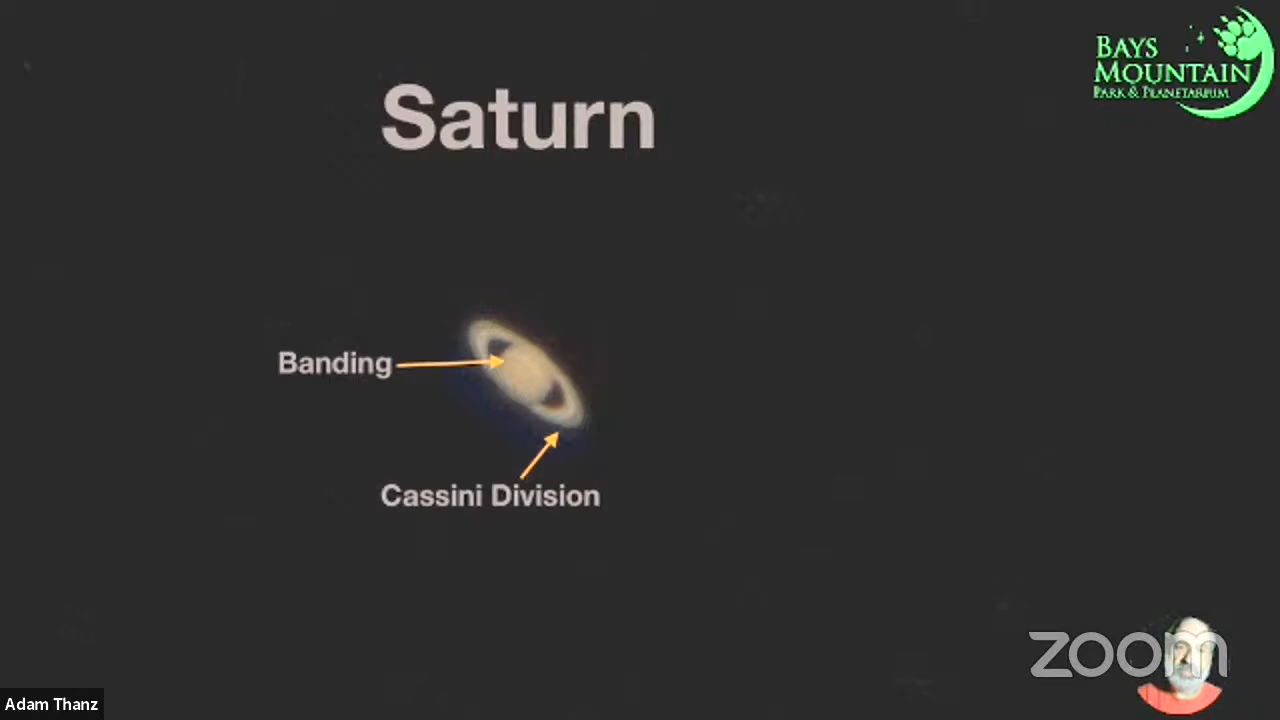 BAYS
MOUNTAIN
PARK & PLANETARIUM
Saturn
Banding
Cassini Division
zoom
Adam Thanz